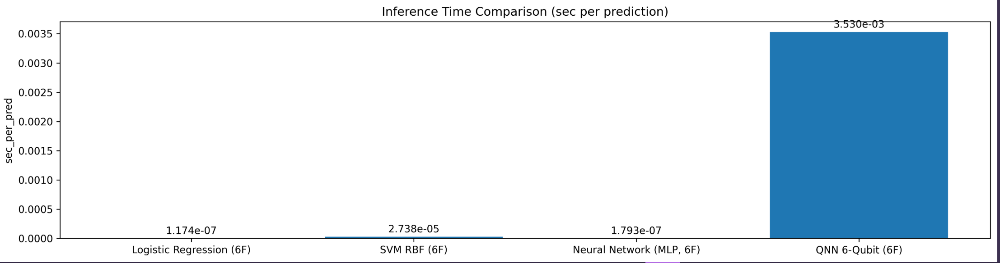 Inference Time Comparison (sec per prediction)
sec_per_pred
0.0035
0.0030
0.0025
0.0020
0.0015
0.0010
0.0005
0.0000
1.174e-07
2.738e-05
1.793e-07
3.530e-03
Logistic Regression (6F)
SVM RBF (6F)
Neural Network (MLP, 6F)
QNN 6-Qubit (6F)